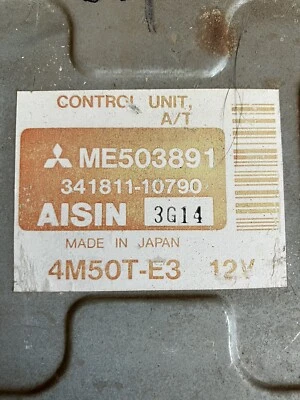 CONTROL UNIT,
A/T
ME503891
341811-10790
AISIN 3G14
MADE IN JAPAN
4M50T-E3 12V